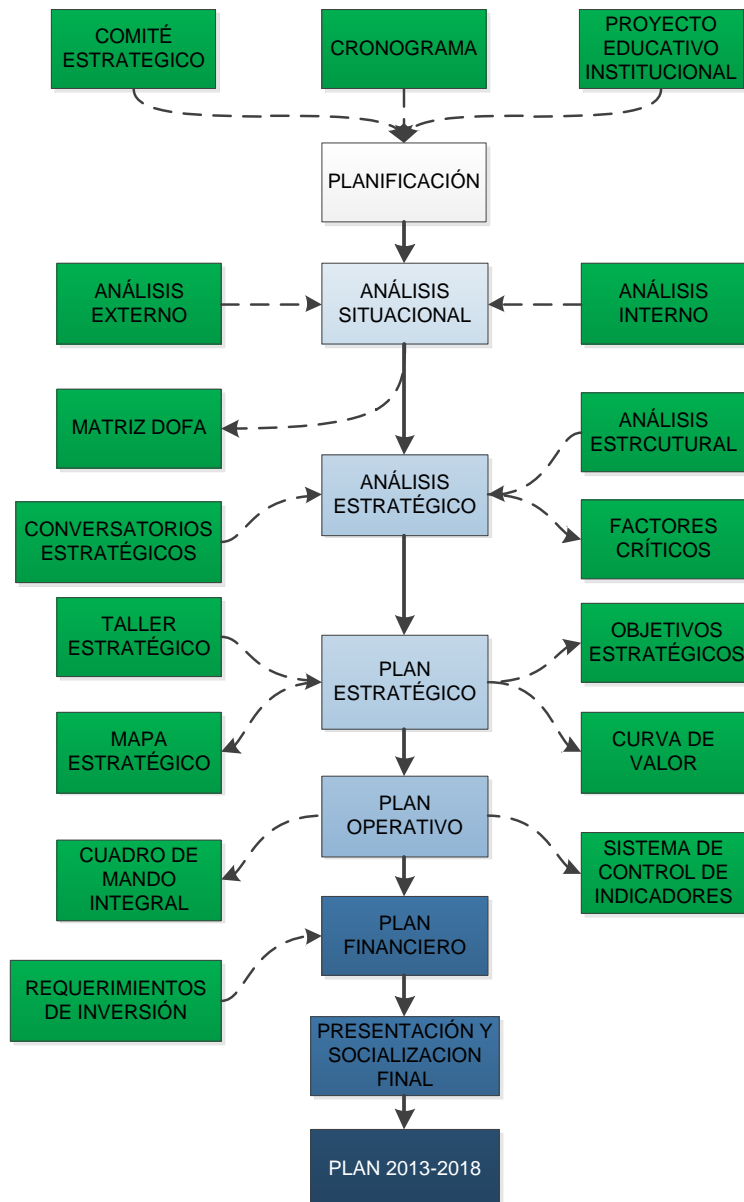 COMITÉ
ESTRATEGICO
CRONOGRAMA
PROYECTO
EDUCATIVO
INSTITUCIONAL
PLANIFICACIÓN
ANÁLISIS
EXTERNO
ANÁLISIS
SITUACIONAL
ANÁLISIS
INTERNO
MATRIZ DOFA
ANÁLISIS
ESTRCUTURAL
ANÁLISIS
ESTRATÉGICO
CONVERSATORIOS
ESTRATÉGICOS
FACTORES
CRÍTICOS
TALLER
ESTRATÉGICO
OBJETIVOS
ESTRATÉGICOS
PLAN
ESTRATÉGICO
MAPA
ESTRATÉGICO
CURVA DE
VALOR
PLAN
OPERATIVO
CUADRO DE
MANDO
INTEGRAL
SISTEMA DE
CONTROL DE
INDICADORES
PLAN
FINANCIERO
REQUERIMIENTOS
DE INVERSIÓN
PRESENTACIÓN Y
SOCIALIZACION
FINAL
PLAN 2013-2018